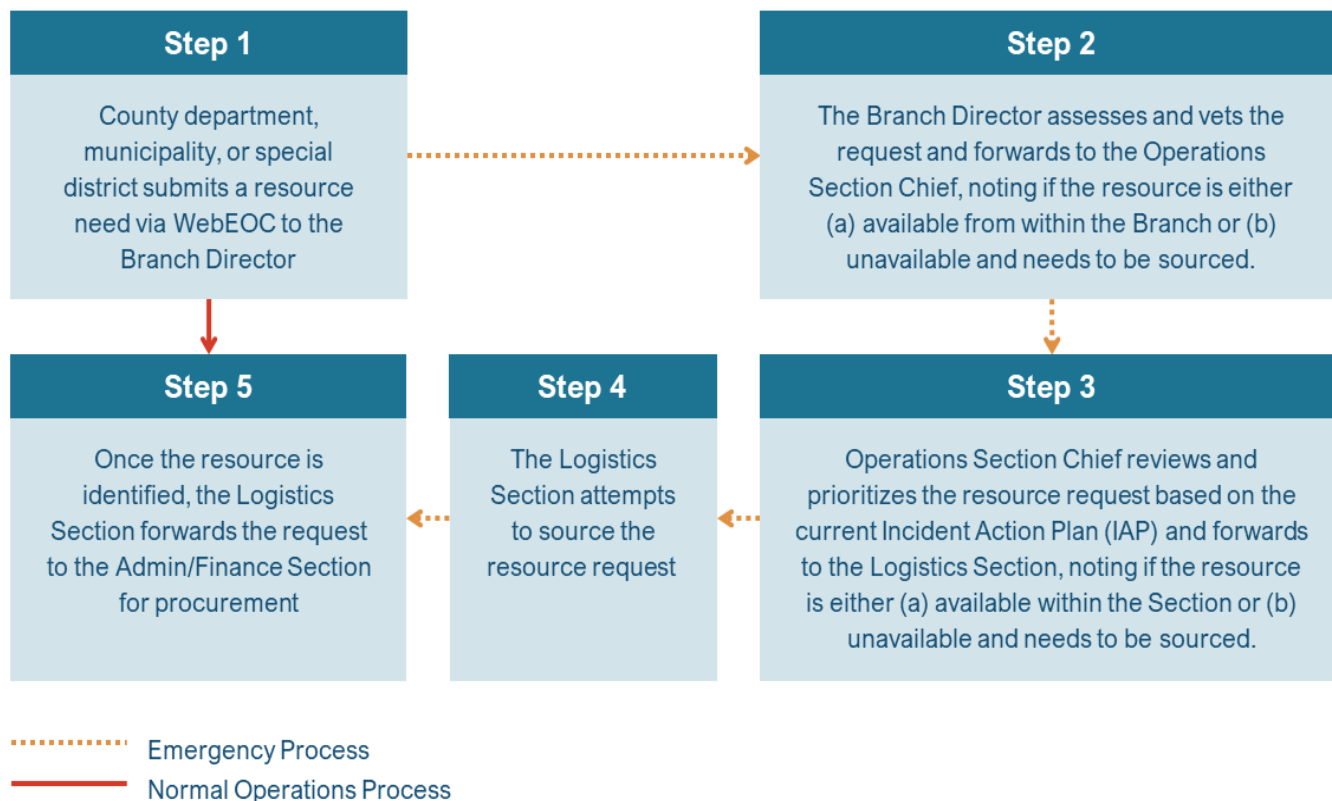 Step 1
County department,
municipality, or special
district submits a resource
need via WebEOC to the
Branch Director
Step 2
The Branch Director assesses and vets the
request and forwards to the Operations
Section Chief, noting if the resource is either
(a) available from within the Branch or (b)
unavailable and needs to be sourced.
Step 3
Operations Section Chief reviews and
prioritizes the resource request based on the
current Incident Action Plan (IAP) and forwards
to the Logistics Section, noting if the resource
is either (a) available within the Section or (b)
unavailable and needs to be sourced.
Step 4
The Logistics
Section attempts
to source the
resource request
Step 5
Once the resource is
identified, the Logistics
Section forwards the request
to the Admin/Finance Section
for procurement
Emergency Process
Normal Operations Process